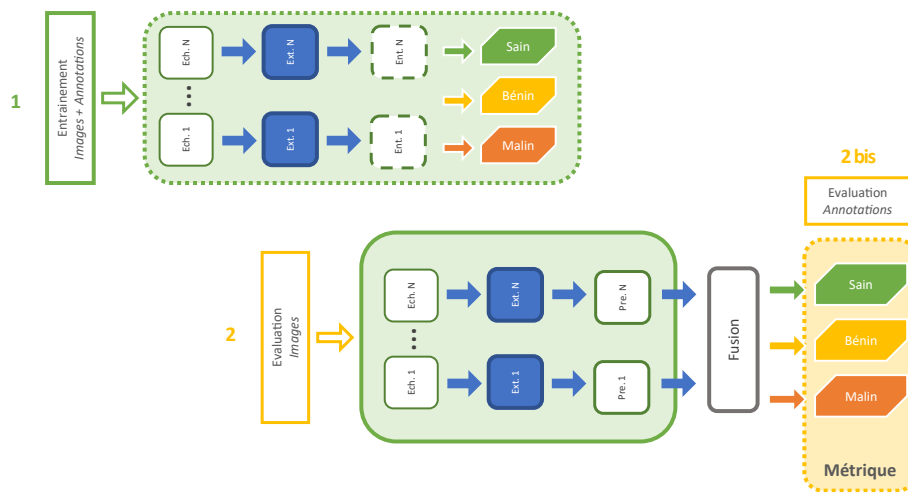 1
Entrainement
Images + Annotations
Ech. N
Ext. N
Ent. N
Sain
...
Bénin
Ech. 1
Ext. 1
Ent. 1
Malin
2 bis
Evaluation
Annotations
2
Evaluation
Images
Ech. N
Ext. N
Pre. N
Sain
...
Fusion
Bénin
Ech. 1
Ext. 1
Pre. 1
Malin
Métrique